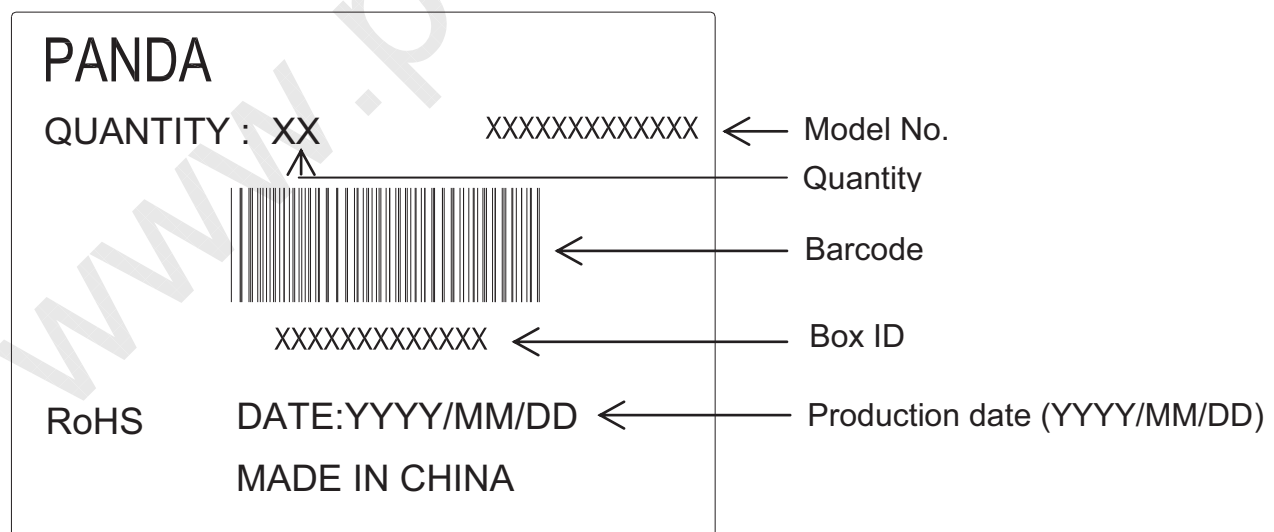 PANDA
QUANTITY : XX XXXXXXXXXXXXX Model No.
Quantity
Barcode
XXXXXXXXXXXXX Box ID
RoHS DATE:YYYY/MM/DD Production date (YYYY/MM/DD)
MADE IN CHINA
www.p